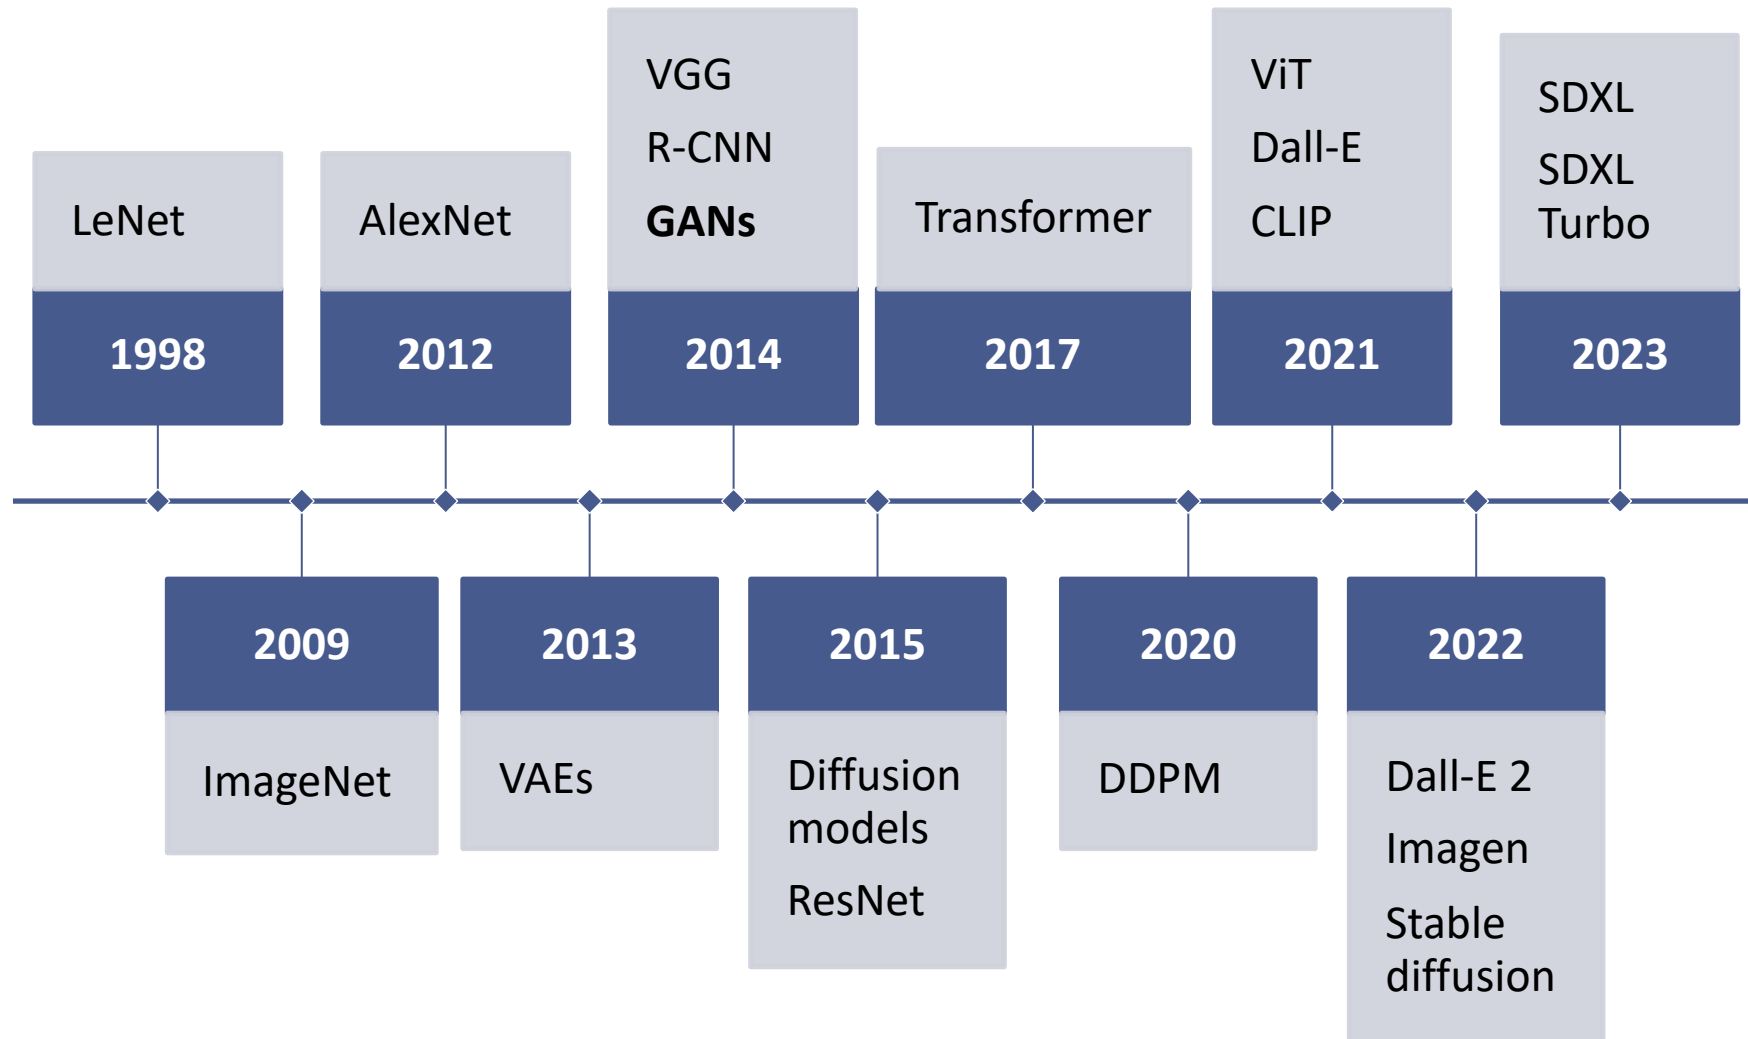 LeNet
1998
ImageNet
2009
AlexNet
2012
2013
VAEs
VGG
R-CNN
GANs
2014
2015
Diffusion
models
ResNet
Transformer
2017
2020
DDPM
ViT
Dall-E
CLIP
2021
2022
Dall-E 2
Imagen
Stable
diffusion
SDXL
SDXL
Turbo
2023